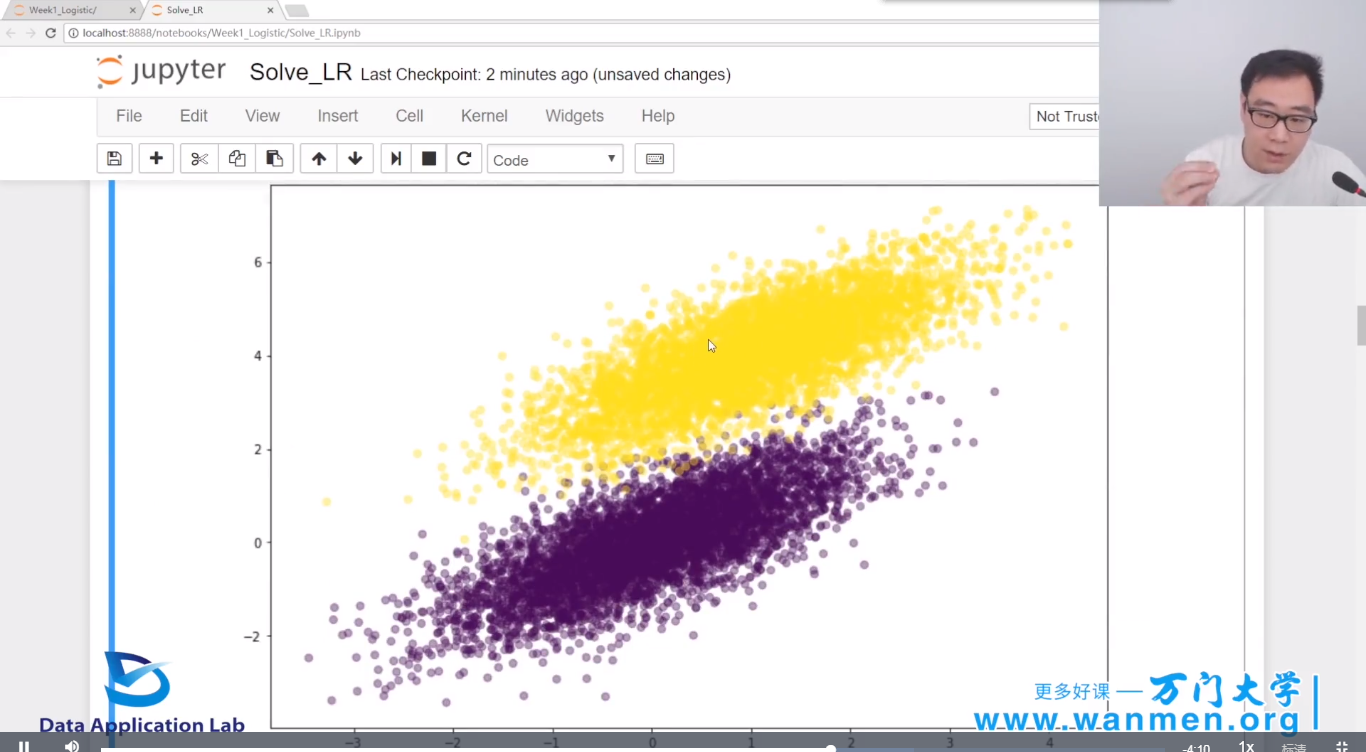 Week1_Logistic/
Solve_LR
localhost:8888/notebooks/Week1_Logistic/Solve_LR.ipynb
jupyter Solve_LR Last Checkpoint: 2 minutes ago (unsaved changes)
File Edit View Insert Cell Kernel Widgets Help
Not Trust
Code
6
4
2
0
−2
−3 −2 −1 0 1 2 3 4
Data Application Lab
更多好课 — 万门大学
www.wanmen.org
-4:10 1x 标清